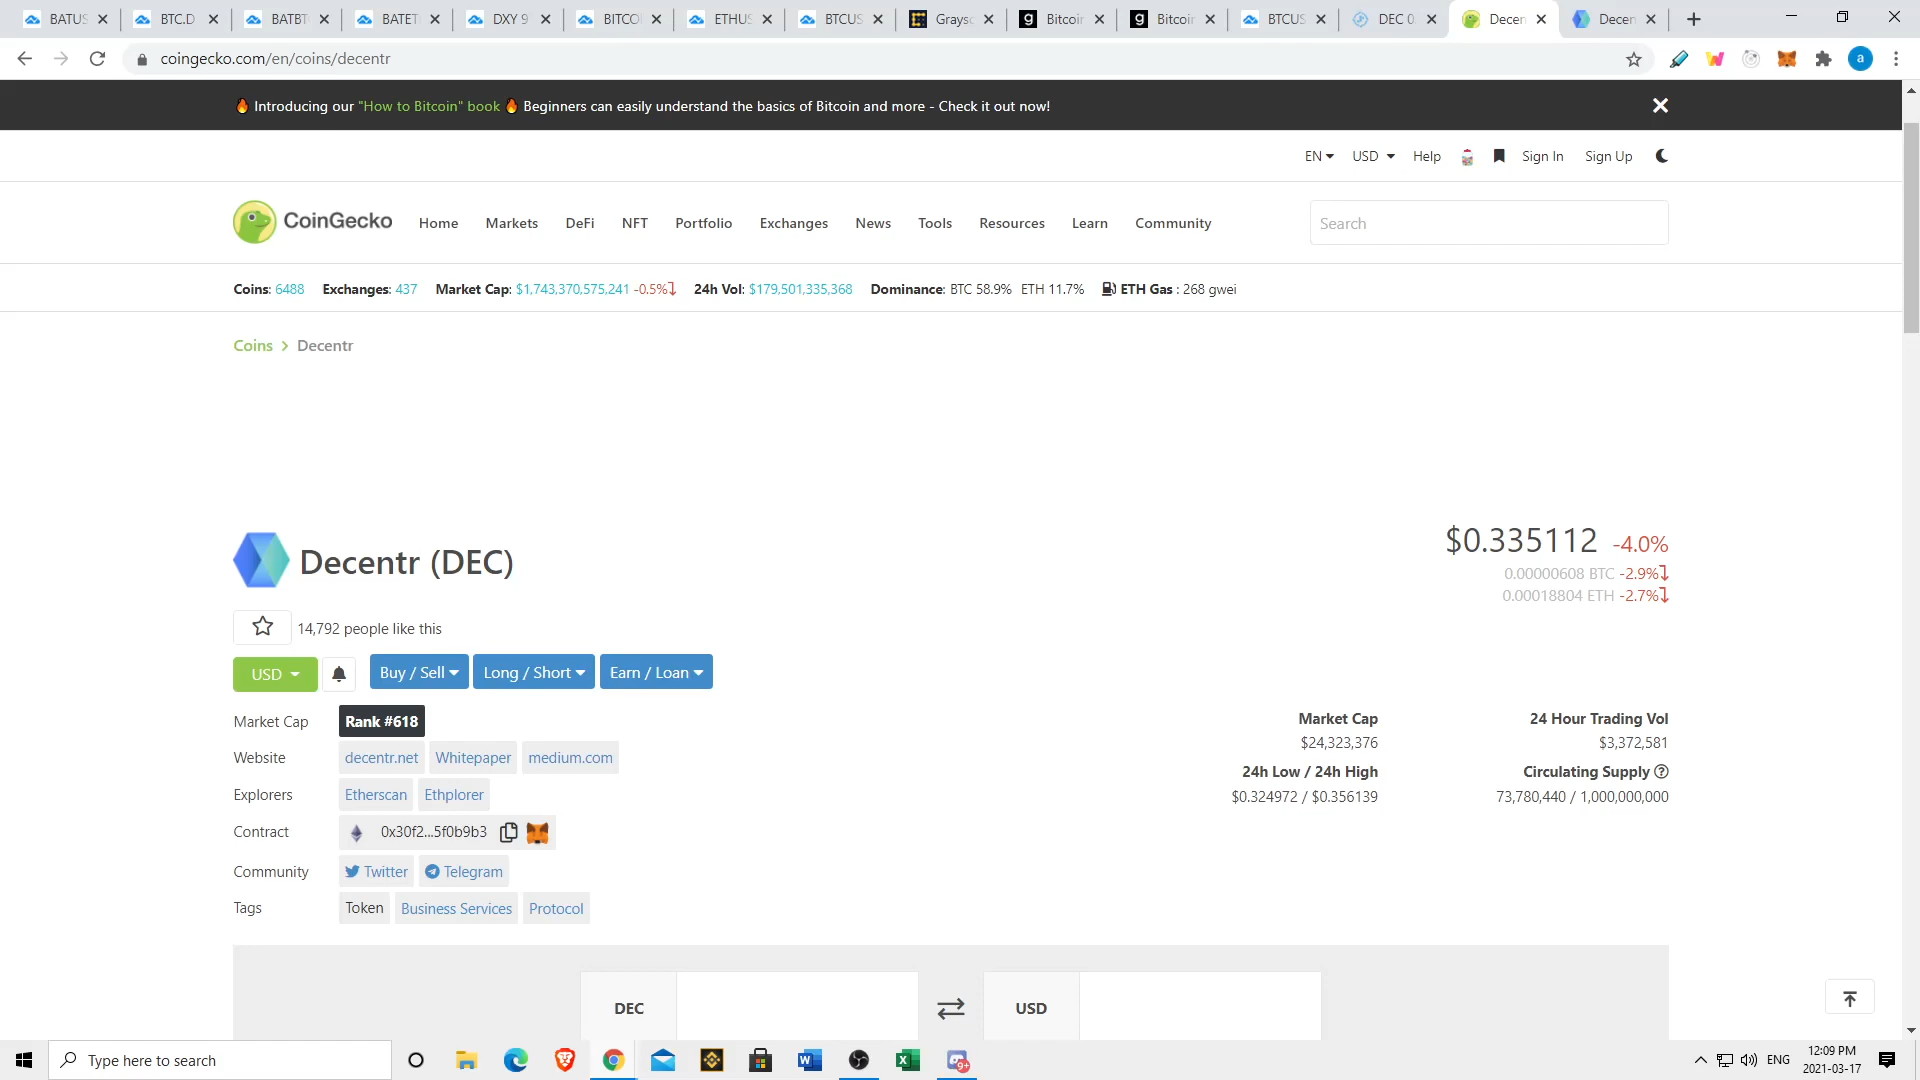 BATUS BTC.D BATBT BATET DXY 9 BITCO ETHUS BTCUS Graysc Bitcoin Bitcoin BTCUS DEC 0. Decen Decen
coingecko.com/en/coins/decentr a
🔥 Introducing our "How to Bitcoin" book 🔥 Beginners can easily understand the basics of Bitcoin and more - Check it out now!
EN USD Help Sign In Sign Up
CoinGecko Home Markets DeFi NFT Portfolio Exchanges News Tools Resources Learn Community Search
Coins: 6488 Exchanges: 437 Market Cap: $1,743,370,575,241 -0.5% 24h Vol: $179,501,335,368 Dominance: BTC 58.9% ETH 11.7% ETH Gas : 268 gwei
Coins > Decentr
Decentr (DEC)
$0.335112 -4.0%
0.00000608 BTC -2.9%
0.00018804 ETH -2.7%
14,792 people like this
USD Buy / Sell Long / Short Earn / Loan
Market Cap Rank #618
Website decentr.net Whitepaper medium.com
Explorers Etherscan Ethplorer
Contract 0x30f2...5f0b9b3
Community Twitter Telegram
Tags Token Business Services Protocol
Market Cap 24 Hour Trading Vol
$24,323,376 $3,372,581
24h Low / 24h High Circulating Supply
$0.324972 / $0.356139 73,780,440 / 1,000,000,000
DEC USD
Type here to search 9+ ENG 12:09 PM
2021-03-17